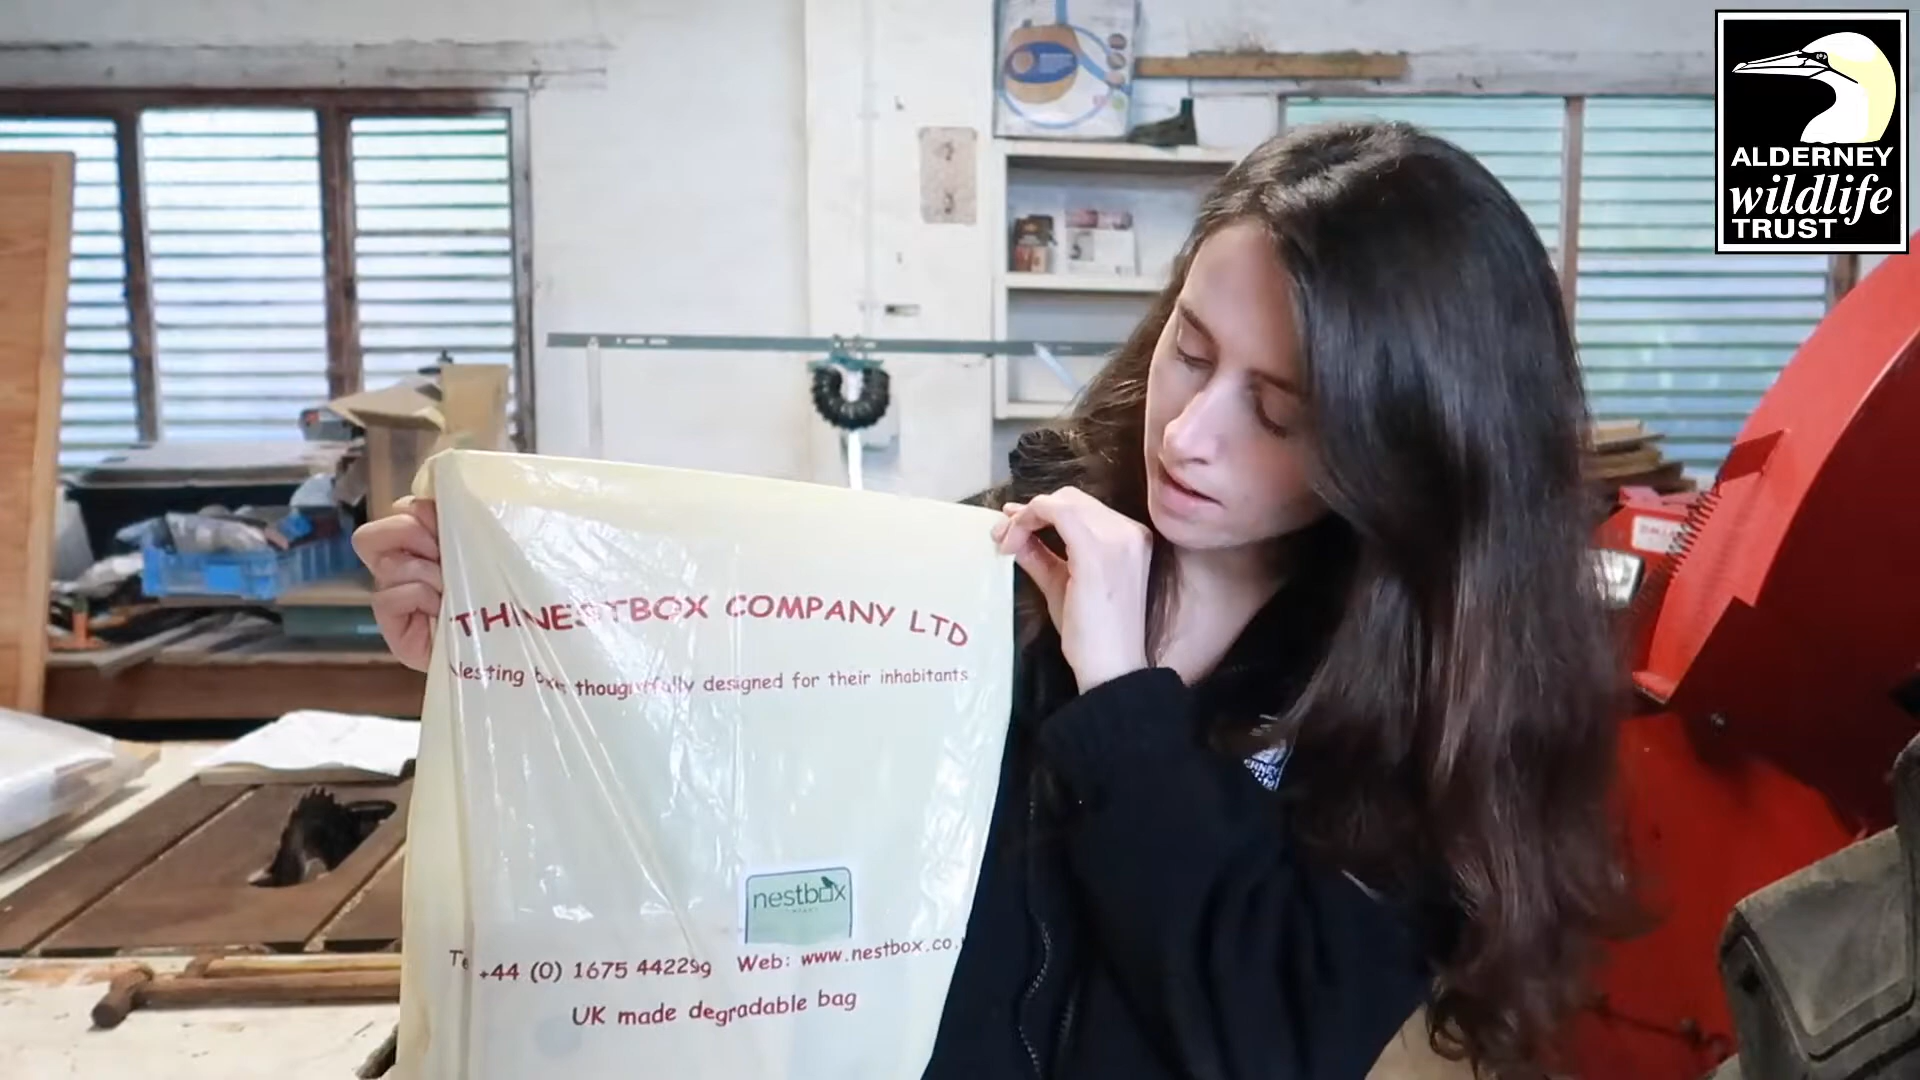 ALDERNEY
wildlife
TRUST
NESTBOX COMPANY LTD
designed for their inhabitants
nestbox
+44 (0) 1675 442299 Web: www.nestbox.co.
UK made degradable bag